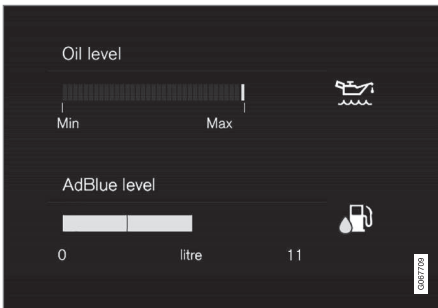 Oil level
Min Max
AdBlue level
0 litre 11
G067709